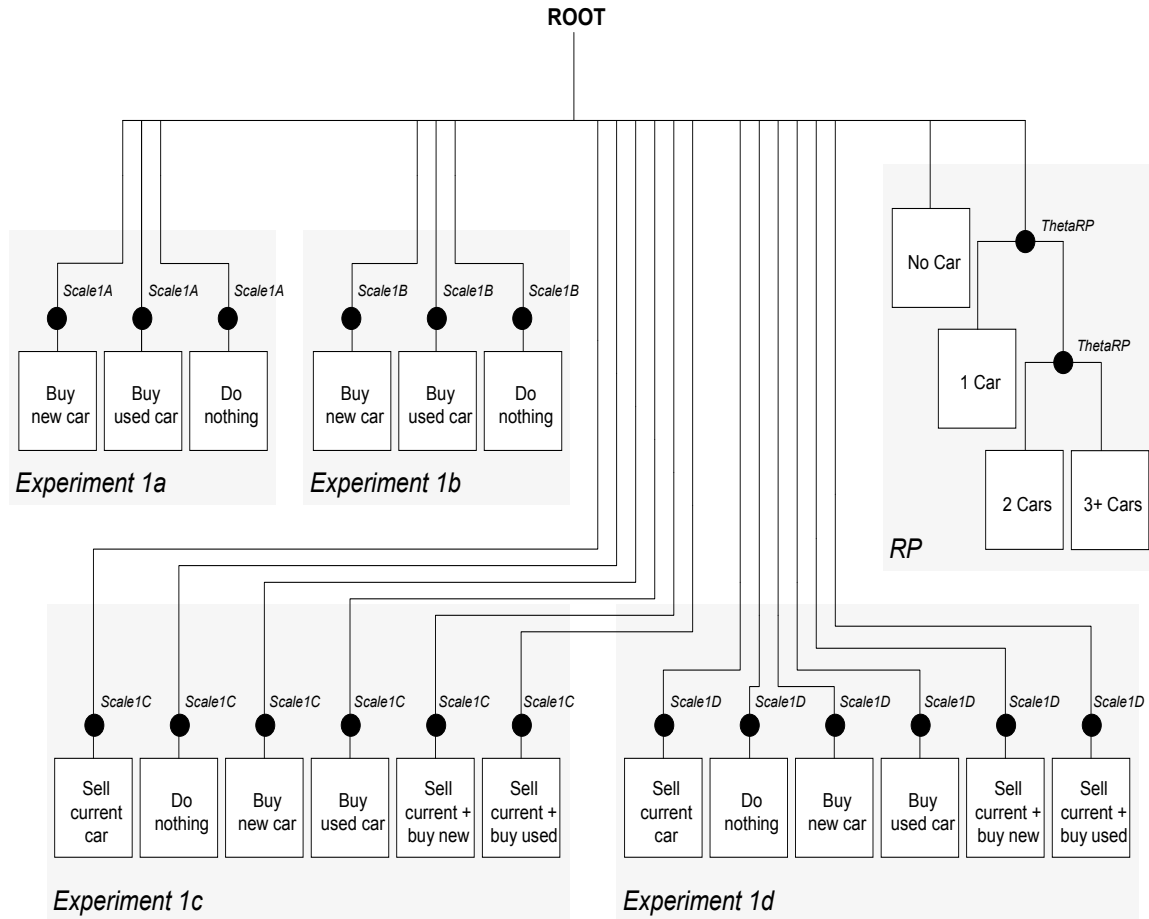 ROOT
ThetaRP
No Car
ThetaRP
1 Car
2 Cars
3+ Cars
RP
Scale1A
Scale1A
Scale1A
Buy
new car
Buy
used car
Do
nothing
Experiment 1a
Scale1B
Scale1B
Scale1B
Buy
new car
Buy
used car
Do
nothing
Experiment 1b
Scale1C
Scale1C
Scale1C
Scale1C
Scale1C
Scale1C
Sell
current
car
Do
nothing
Buy
new car
Buy
used car
Sell
current +
buy new
Sell
current +
buy used
Experiment 1c
Scale1D
Scale1D
Scale1D
Scale1D
Scale1D
Scale1D
Sell
current
car
Do
nothing
Buy
new car
Buy
used car
Sell
current +
buy new
Sell
current +
buy used
Experiment 1d